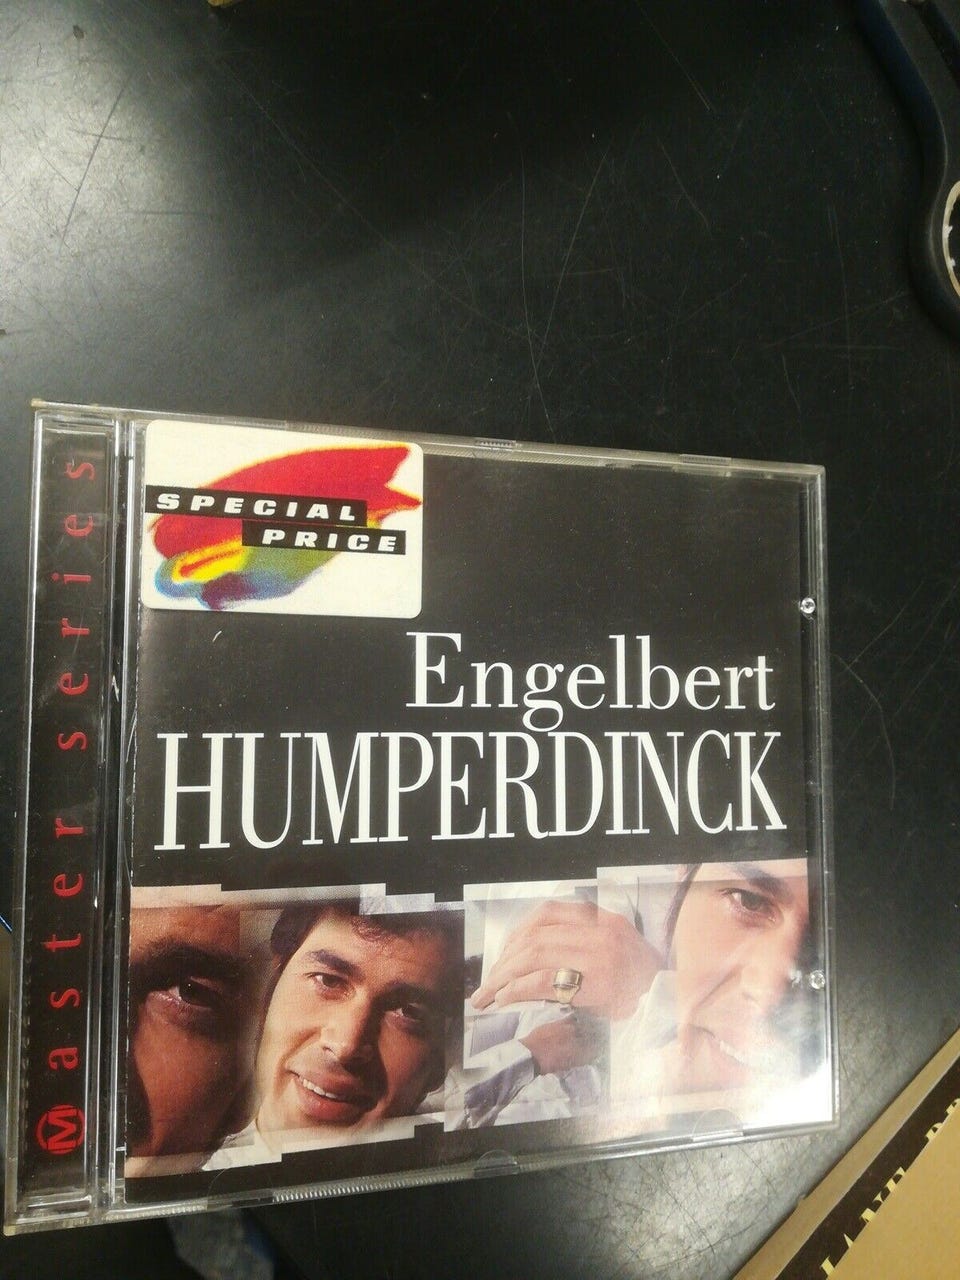 SPECIAL
PRICE
Engelbert
HUMPERDINCK
Master series